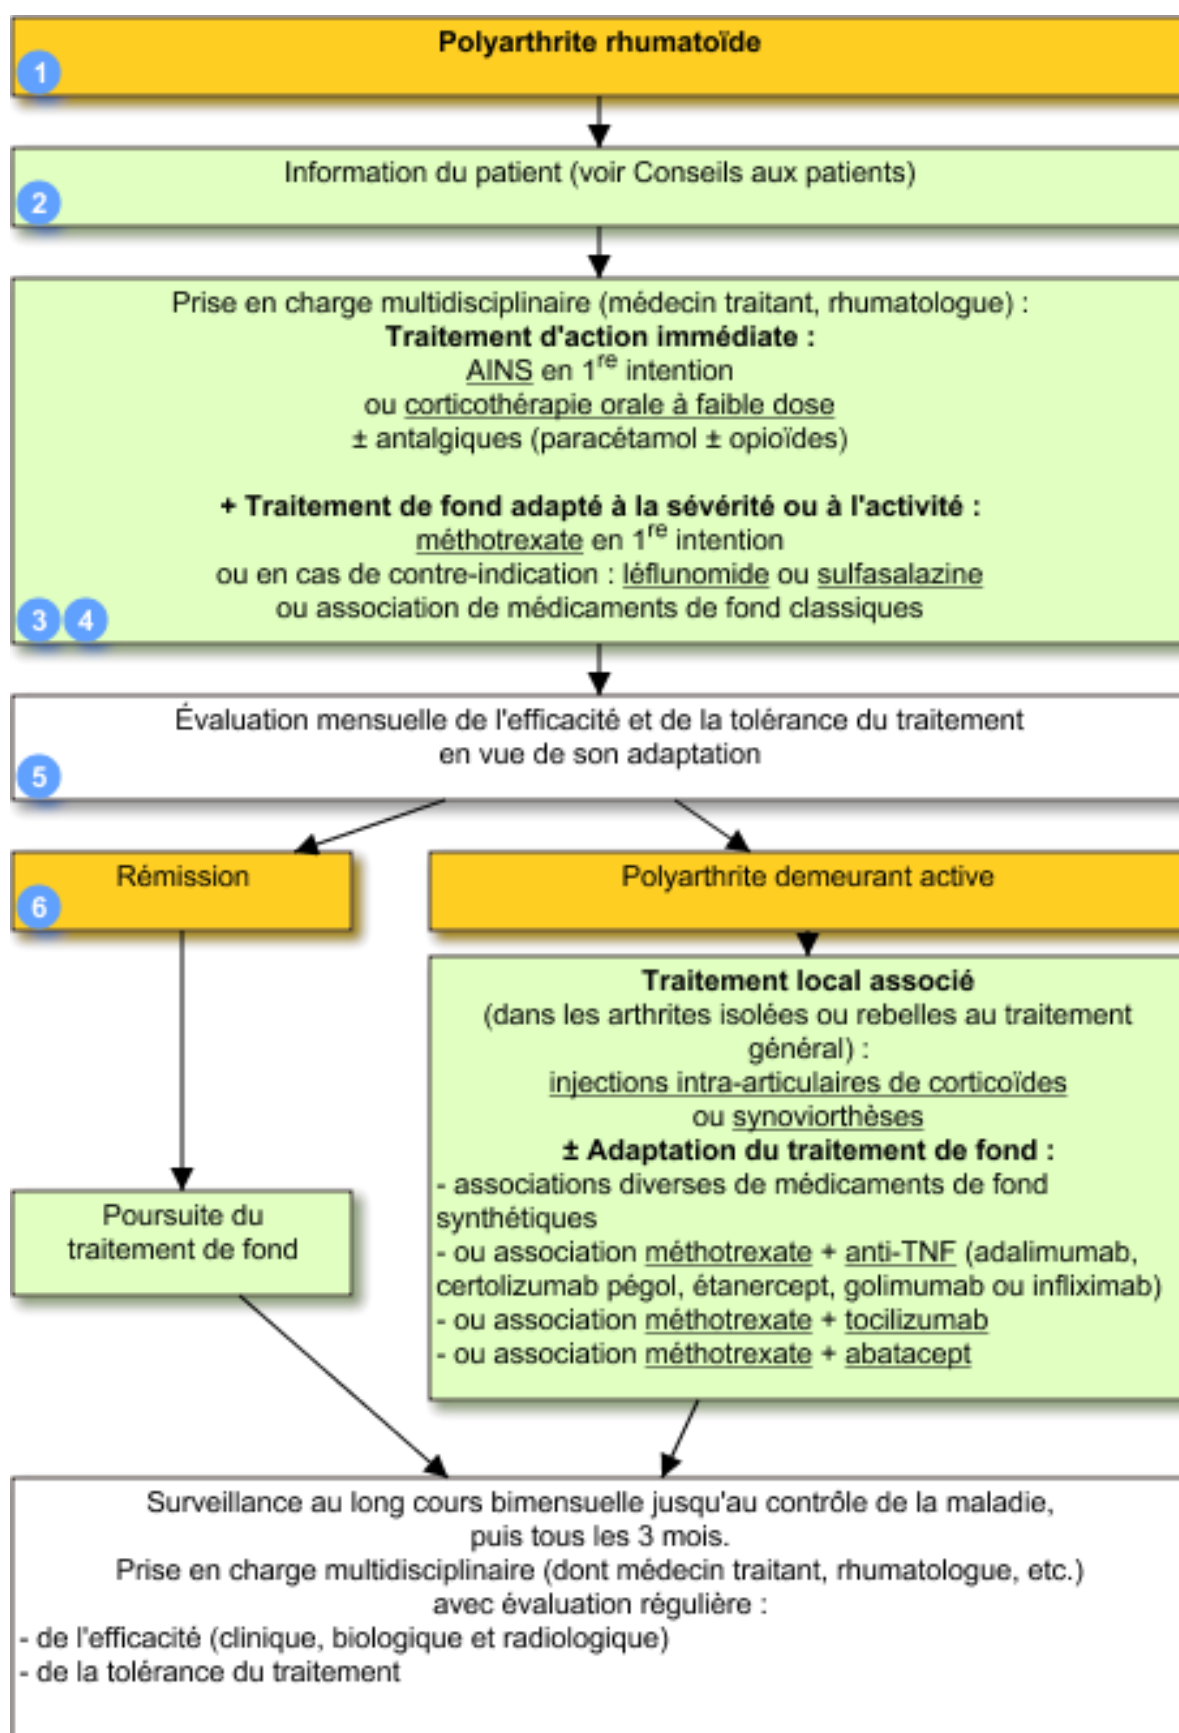 Polyarthrite rhumatoïde
1
Information du patient (voir Conseils aux patients)
2
Prise en charge multidisciplinaire (médecin traitant, rhumatologue) :
Traitement d'action immédiate :
AINS en 1re intention
ou corticothérapie orale à faible dose
± antalgiques (paracétamol ± opioïdes)
+ Traitement de fond adapté à la sévérité ou à l'activité :
méthotrexate en 1re intention
ou en cas de contre-indication : léflunomide ou sulfasalazine
ou association de médicaments de fond classiques
3 4
Évaluation mensuelle de l'efficacité et de la tolérance du traitement
en vue de son adaptation
5
Rémission
6
Polyarthrite demeurant active
Traitement local associé
(dans les arthrites isolées ou rebelles au traitement
général) :
injections intra-articulaires de corticoïdes
ou synoviorthèses
± Adaptation du traitement de fond :
- associations diverses de médicaments de fond
synthétiques
- ou association méthotrexate + anti-TNF (adalimumab,
certolizumab pégol, étanercept, golimumab ou infliximab)
- ou association méthotrexate + tocilizumab
- ou association méthotrexate + abatacept
Poursuite du
traitement de fond
Surveillance au long cours bimensuelle jusqu'au contrôle de la maladie,
puis tous les 3 mois.
Prise en charge multidisciplinaire (dont médecin traitant, rhumatologue, etc.)
avec évaluation régulière :
- de l'efficacité (clinique, biologique et radiologique)
- de la tolérance du traitement